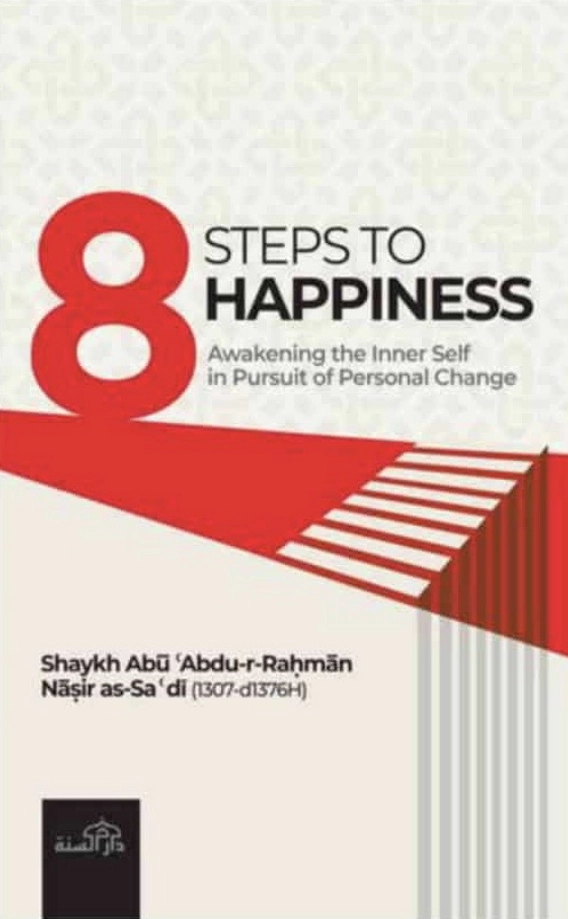 8 STEPS TO
HAPPINESS
Awakening the Inner Self
in Pursuit of Personal Change
Shaykh Abū ʿAbdu-r-Raḥmān
Nāṣir as-Saʿdī (1307-d1376H)
دار السنة